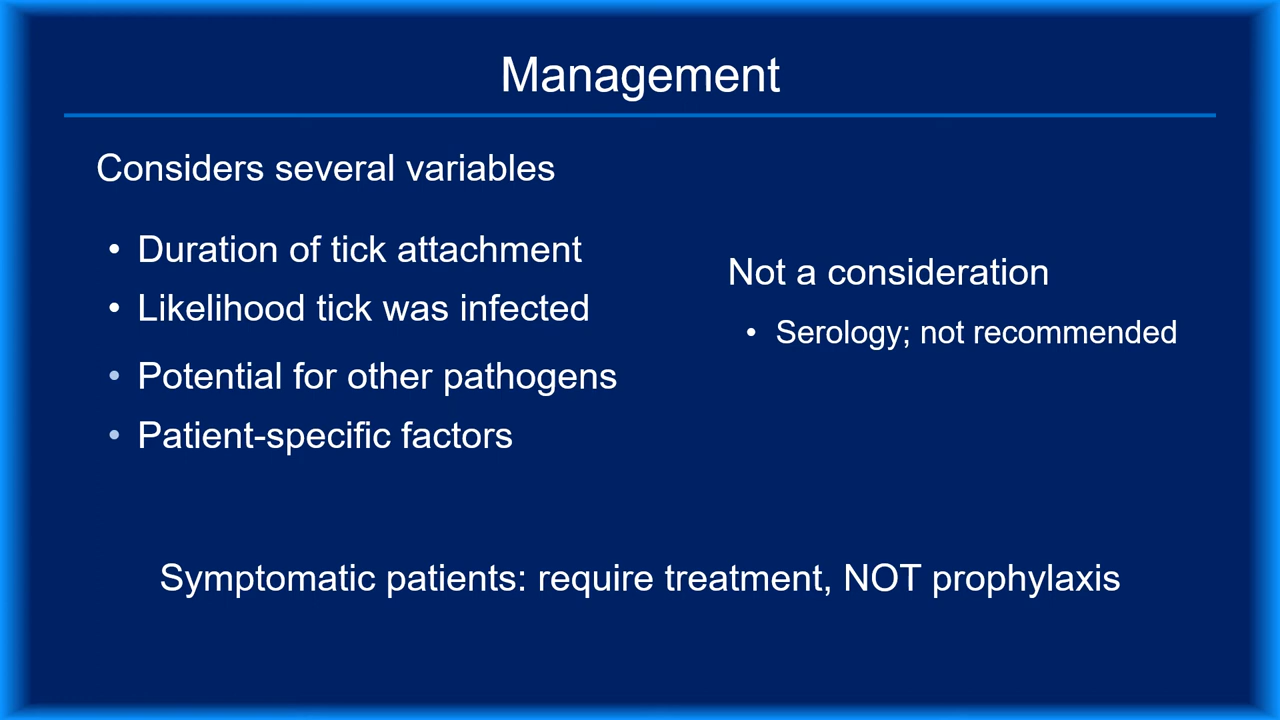 Management
Considers several variables
• Duration of tick attachment
• Likelihood tick was infected
• Potential for other pathogens
• Patient-specific factors
Not a consideration
• Serology; not recommended
Symptomatic patients: require treatment, NOT prophylaxis